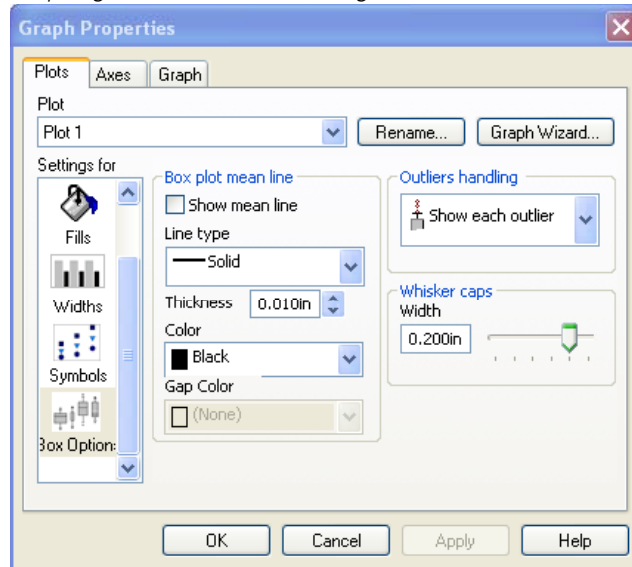 Graph Properties
Plots Axes Graph
Plot
Plot 1
Rename... Graph Wizard...
Settings for
Fills
Widths
Symbols
Box Option:
Box plot mean line
Show mean line
Line type
Solid
Thickness 0.010in
Color
Black
Gap Color
(None)
Outliers handling
Show each outlier
Whisker caps
Width
0.200in
OK Cancel Apply Help